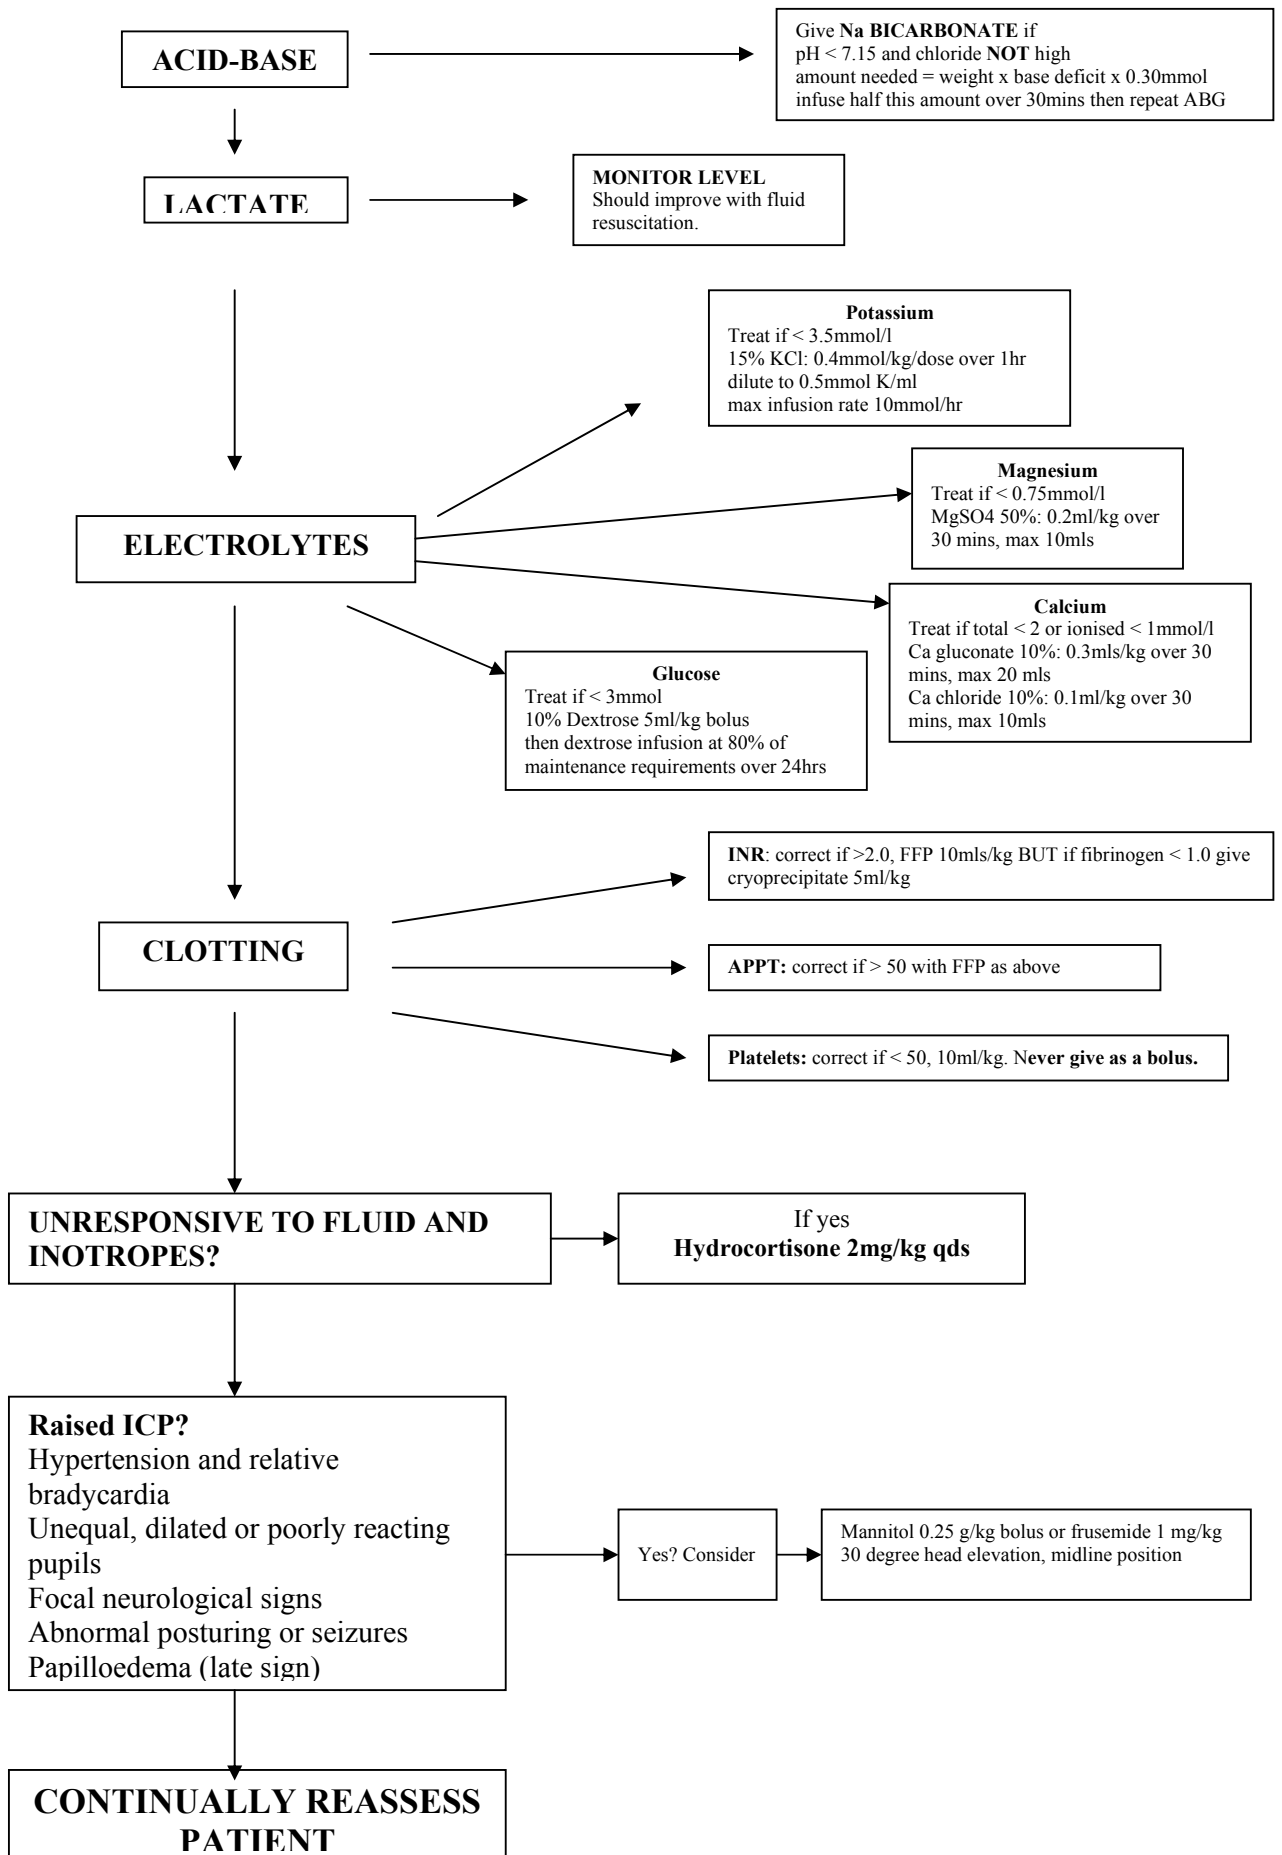 ACID-BASE
Give Na BICARBONATE if
pH < 7.15 and chloride NOT high
amount needed = weight x base deficit x 0.30mmol
infuse half this amount over 30mins then repeat ABG
LACTATE
MONITOR LEVEL
Should improve with fluid
resuscitation.
Potassium
Treat if < 3.5mmol/l
15% KCl: 0.4mmol/kg/dose over 1hr
dilute to 0.5mmol K/ml
max infusion rate 10mmol/hr
Magnesium
Treat if < 0.75mmol/l
MgSO4 50%: 0.2ml/kg over
30 mins, max 10mls
ELECTROLYTES
Calcium
Treat if total < 2 or ionised < 1mmol/l
Ca gluconate 10%: 0.3mls/kg over 30
mins, max 20 mls
Ca chloride 10%: 0.1ml/kg over 30
mins, max 10mls
Glucose
Treat if < 3mmol
10% Dextrose 5ml/kg bolus
then dextrose infusion at 80% of
maintenance requirements over 24hrs
INR: correct if >2.0, FFP 10mls/kg BUT if fibrinogen < 1.0 give
cryoprecipitate 5ml/kg
CLOTTING
APPT: correct if > 50 with FFP as above
Platelets: correct if < 50, 10ml/kg. Never give as a bolus.
UNRESPONSIVE TO FLUID AND
INOTROPES?
If yes
Hydrocortisone 2mg/kg qds
Raised ICP?
Hypertension and relative
bradycardia
Unequal, dilated or poorly reacting
pupils
Focal neurological signs
Abnormal posturing or seizures
Papilloedema (late sign)
Yes? Consider
Mannitol 0.25 g/kg bolus or frusemide 1 mg/kg
30 degree head elevation, midline position
CONTINUALLY REASSESS
PATIENT